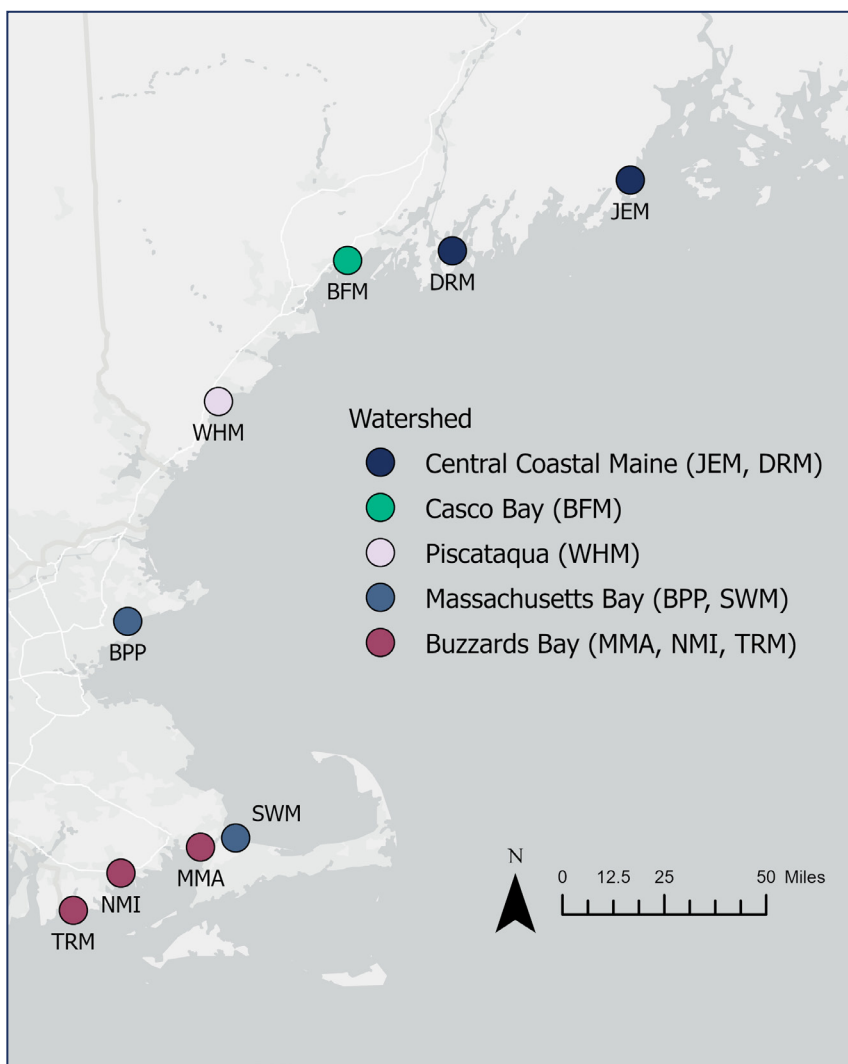 JEM
DRM
BFM
WHM
Watershed
Central Coastal Maine (JEM, DRM)
Casco Bay (BFM)
Piscataqua (WHM)
Massachusetts Bay (BPP, SWM)
Buzzards Bay (MMA, NMI, TRM)
BPP
SWM
MMA
NMI
TRM
N
0 12.5 25 50 Miles